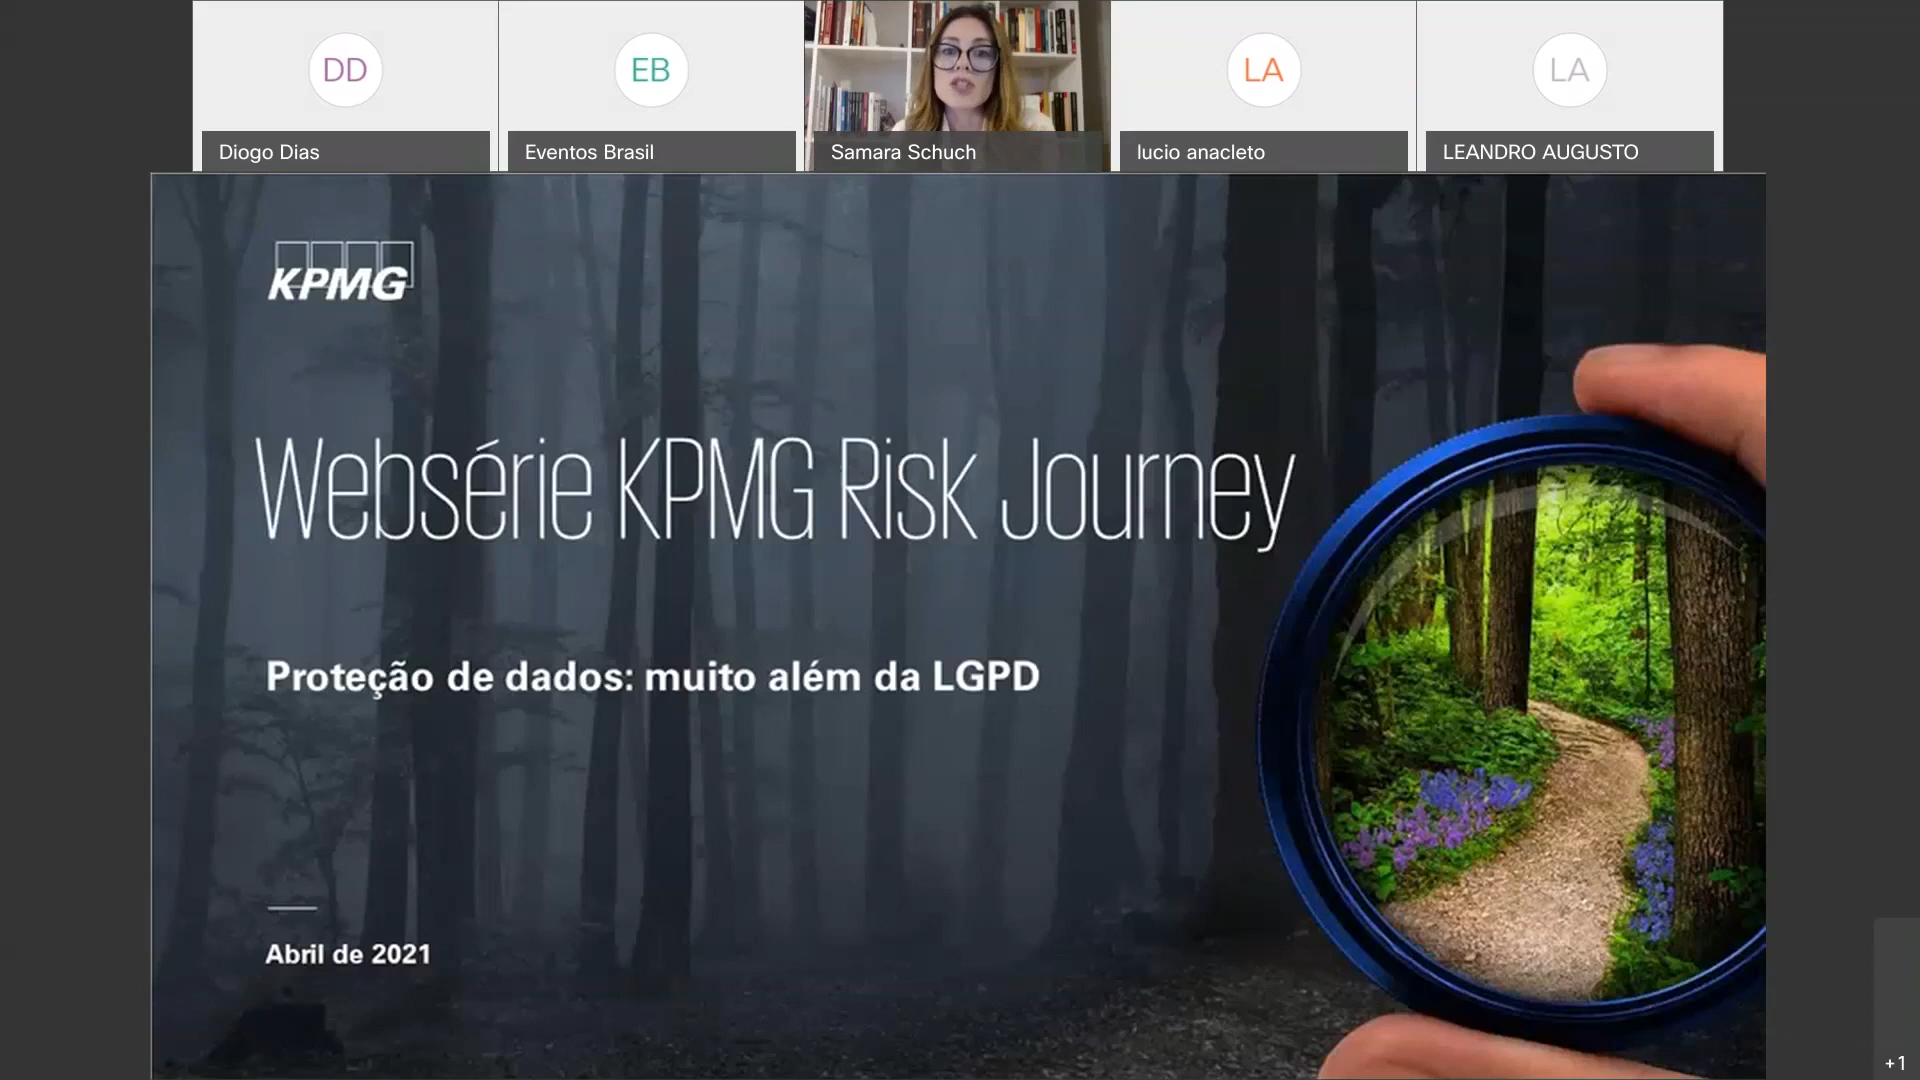 DD
EB
LA
LA
Diogo Dias
Eventos Brasil
Samara Schuch
lucio anacleto
LEANDRO AUGUSTO
KPMG
Websérie KPMG Risk Journey
Proteção de dados: muito além da LGPD
Abril de 2021
+1